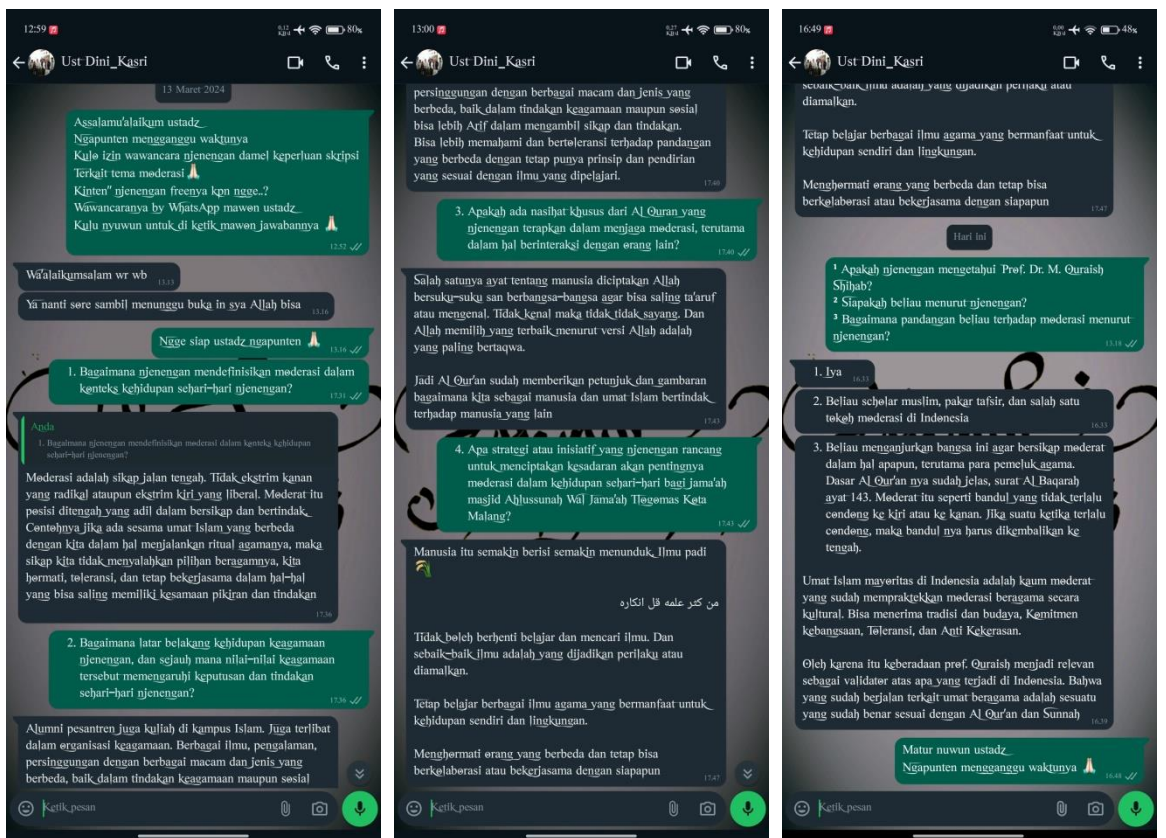 12:59
0,12 KB/d
80%
Ust Dini_Kasri
13 Maret 2024
Assalamu'alaikum ustadz
Ngapunten mengganggu waktunya
Kulo izin wawancara njenengan damel keperluan skripsi
Terkait tema moderasi 🙏🏻
Kinten" njenengan freenya kpn ngge..?
Wawancaranya by WhatsApp mawon ustadz
Kulu nyuwun untuk di ketik mawon jawabannya 🙏🏻
12.52
Wa'alaikumsalam wr wb
13.13
Ya nanti sore sambil menunggu buka in sya Allah bisa
13.16
Ngge siap ustadz ngapunten 🙏🏻
13.16
1. Bagaimana njenengan mendefinisikan moderasi dalam
konteks kehidupan sehari-hari njenengan?
17.31
Anda
1. Bagaimana njenengan mendefinisikan moderasi dalam konteks kehidupan
sehari-hari njenengan?
Moderasi adalah sikap jalan tengah. Tidak ekstrim kanan
yang radikal ataupun ekstrim kiri yang liberal. Moderat itu
posisi ditengah yang adil dalam bersikap dan bertindak.
Contohnya jika ada sesama umat Islam yang berbeda
dengan kita dalam hal menjalankan ritual agamanya, maka
sikap kita tidak menyalahkan pilihan beragamnya, kita
hormati, toleransi, dan tetap bekerjasama dalam hal-hal
yang bisa saling memiliki kesamaan pikiran dan tindakan
17.36
2. Bagaimana latar belakang kehidupan keagamaan
njenengan, dan sejauh mana nilai-nilai keagamaan
tersebut memengaruhi keputusan dan tindakan
sehari-hari njenengan?
17.36
Alumni pesantren juga kuliah di kampus Islam. Juga terlibat
dalam organisasi keagamaan. Berbagai ilmu, pengalaman,
persinggungan dengan berbagai macam dan jenis yang
berbeda, baik dalam tindakan keagamaan maupun sosial
Ketik pesan
13:00
0,27 KB/d
80%
Ust Dini_Kasri
persinggungan dengan berbagai macam dan jenis yang
berbeda, baik dalam tindakan keagamaan maupun sosial
bisa lebih Arif dalam mengambil sikap dan tindakan.
Bisa lebih memahami dan bertoleransi terhadap pandangan
yang berbeda dengan tetap punya prinsip dan pendirian
yang sesuai dengan ilmu yang dipelajari.
17.40
3. Apakah ada nasihat khusus dari Al Quran yang
njenengan terapkan dalam menjaga moderasi, terutama
dalam hal berinteraksi dengan orang lain?
17.40
Salah satunya ayat tentang manusia diciptakan Allah
bersuku-suku san berbangsa-bangsa agar bisa saling ta'aruf
atau mengenal. Tidak kenal maka tidak tidak sayang. Dan
Allah memilih yang terbaik menurut versi Allah adalah
yang paling bertaqwa.
Jadi Al Qur'an sudah memberikan petunjuk dan gambaran
bagaimana kita sebagai manusia dan umat Islam bertindak
terhadap manusia yang lain
17.43
4. Apa strategi atau inisiatif yang njenengan rancang
untuk menciptakan kesadaran akan pentingnya
moderasi dalam kehidupan sehari-hari bagi jama'ah
masjid Ahlussunah Wal Jama'ah Tlogomas Kota
Malang?
17.43
Manusia itu semakin berisi semakin menunduk. Ilmu padi
🌾
من كثر علمه قل انكاره
Tidak boleh berhenti belajar dan mencari ilmu. Dan
sebaik-baik ilmu adalah yang dijadikan perilaku atau
diamalkan.
Tetap belajar berbagai ilmu agama yang bermanfaat untuk
kehidupan sendiri dan lingkungan.
Menghormati orang yang berbeda dan tetap bisa
berkolaborasi atau bekerjasama dengan siapapun
17.47
Ketik pesan
16:49
0,00 KB/d
48%
Ust Dini_Kasri
sebaik-baik ilmu adalah yang dijadikan perilaku atau
diamalkan.
Tetap belajar berbagai ilmu agama yang bermanfaat untuk
kehidupan sendiri dan lingkungan.
Menghormati orang yang berbeda dan tetap bisa
berkolaborasi atau bekerjasama dengan siapapun
17.47
Hari ini
¹ Apakah njenengan mengetahui Prof. Dr. M. Quraish
Shihab?
² Siapakah beliau menurut njenengan?
³ Bagaimana pandangan beliau terhadap moderasi menurut
njenengan?
13.18
1. Iya
16.33
2. Beliau scholar muslim, pakar tafsir, dan salah satu
tokoh moderasi di Indonesia
16.33
3. Beliau menganjurkan bangsa ini agar bersikap moderat
dalam hal apapun, terutama para pemeluk agama.
Dasar Al Qur'an nya sudah jelas, surat Al Baqarah
ayat 143. Moderat itu seperti bandul yang tidak terlalu
condong ke kiri atau ke kanan. Jika suatu ketika terlalu
condong, maka bandul nya harus dikembalikan ke
tengah.
Umat Islam mayoritas di Indonesia adalah kaum moderat
yang sudah mempraktekkan moderasi beragama secara
kultural. Bisa menerima tradisi dan budaya, Komitmen
kebangsaan, Toleransi, dan Anti Kekerasan.
Oleh karena itu keberadaan prof. Quraish menjadi relevan
sebagai validator atas apa yang terjadi di Indonesia. Bahwa
yang sudah berjalan terkait umat beragama adalah sesuatu
yang sudah benar sesuai dengan Al Qur'an dan Sunnah
16.39
Matur nuwun ustadz
Ngapunten mengganggu waktunya 🙏🏻
16.48
Ketik pesan